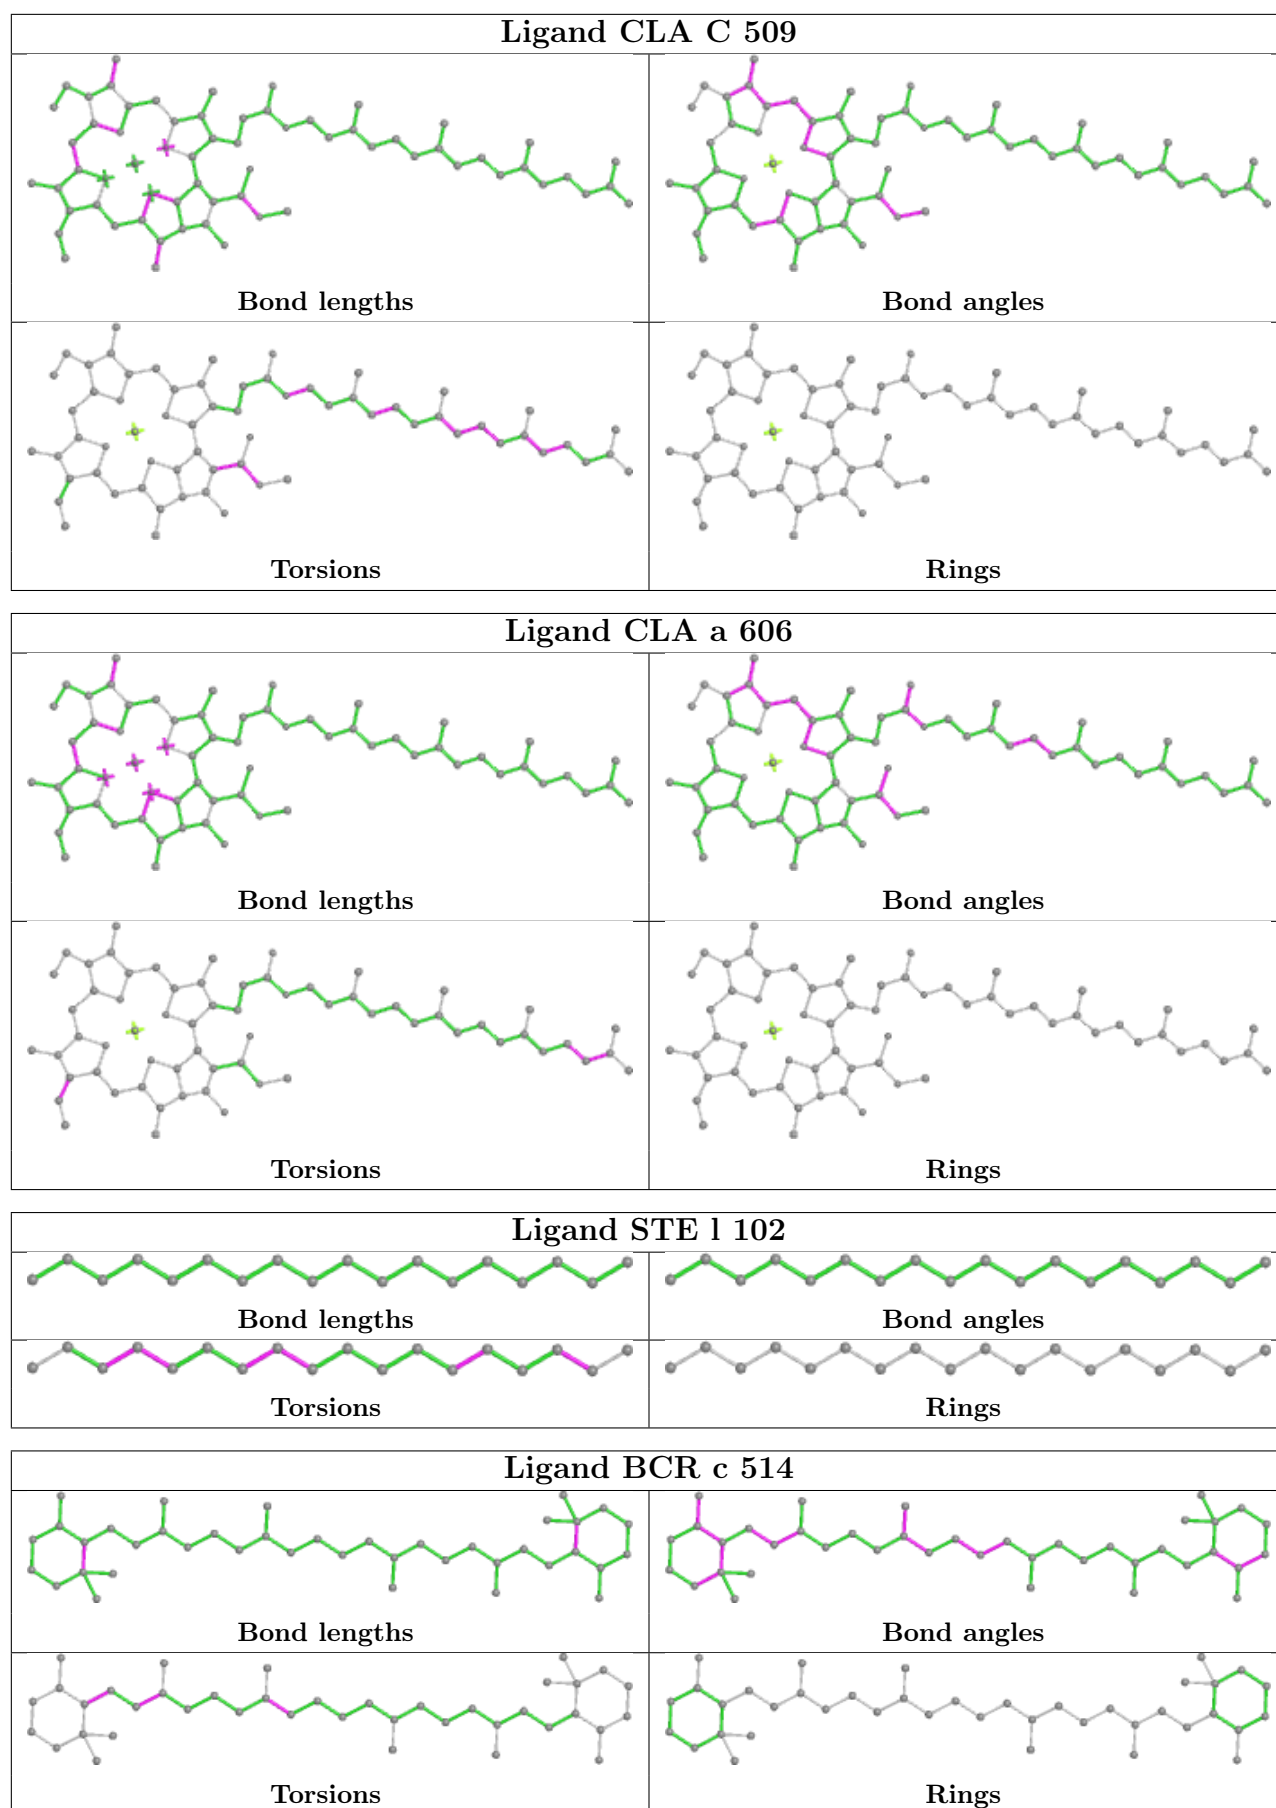 Ligand CLA C 509
Bond lengths
Bond angles
Torsions
Rings
Ligand CLA a 606
Bond lengths
Bond angles
Torsions
Rings
Ligand STE l 102
Bond lengths
Bond angles
Torsions
Rings
Ligand BCR c 514
Bond lengths
Bond angles
Torsions
Rings